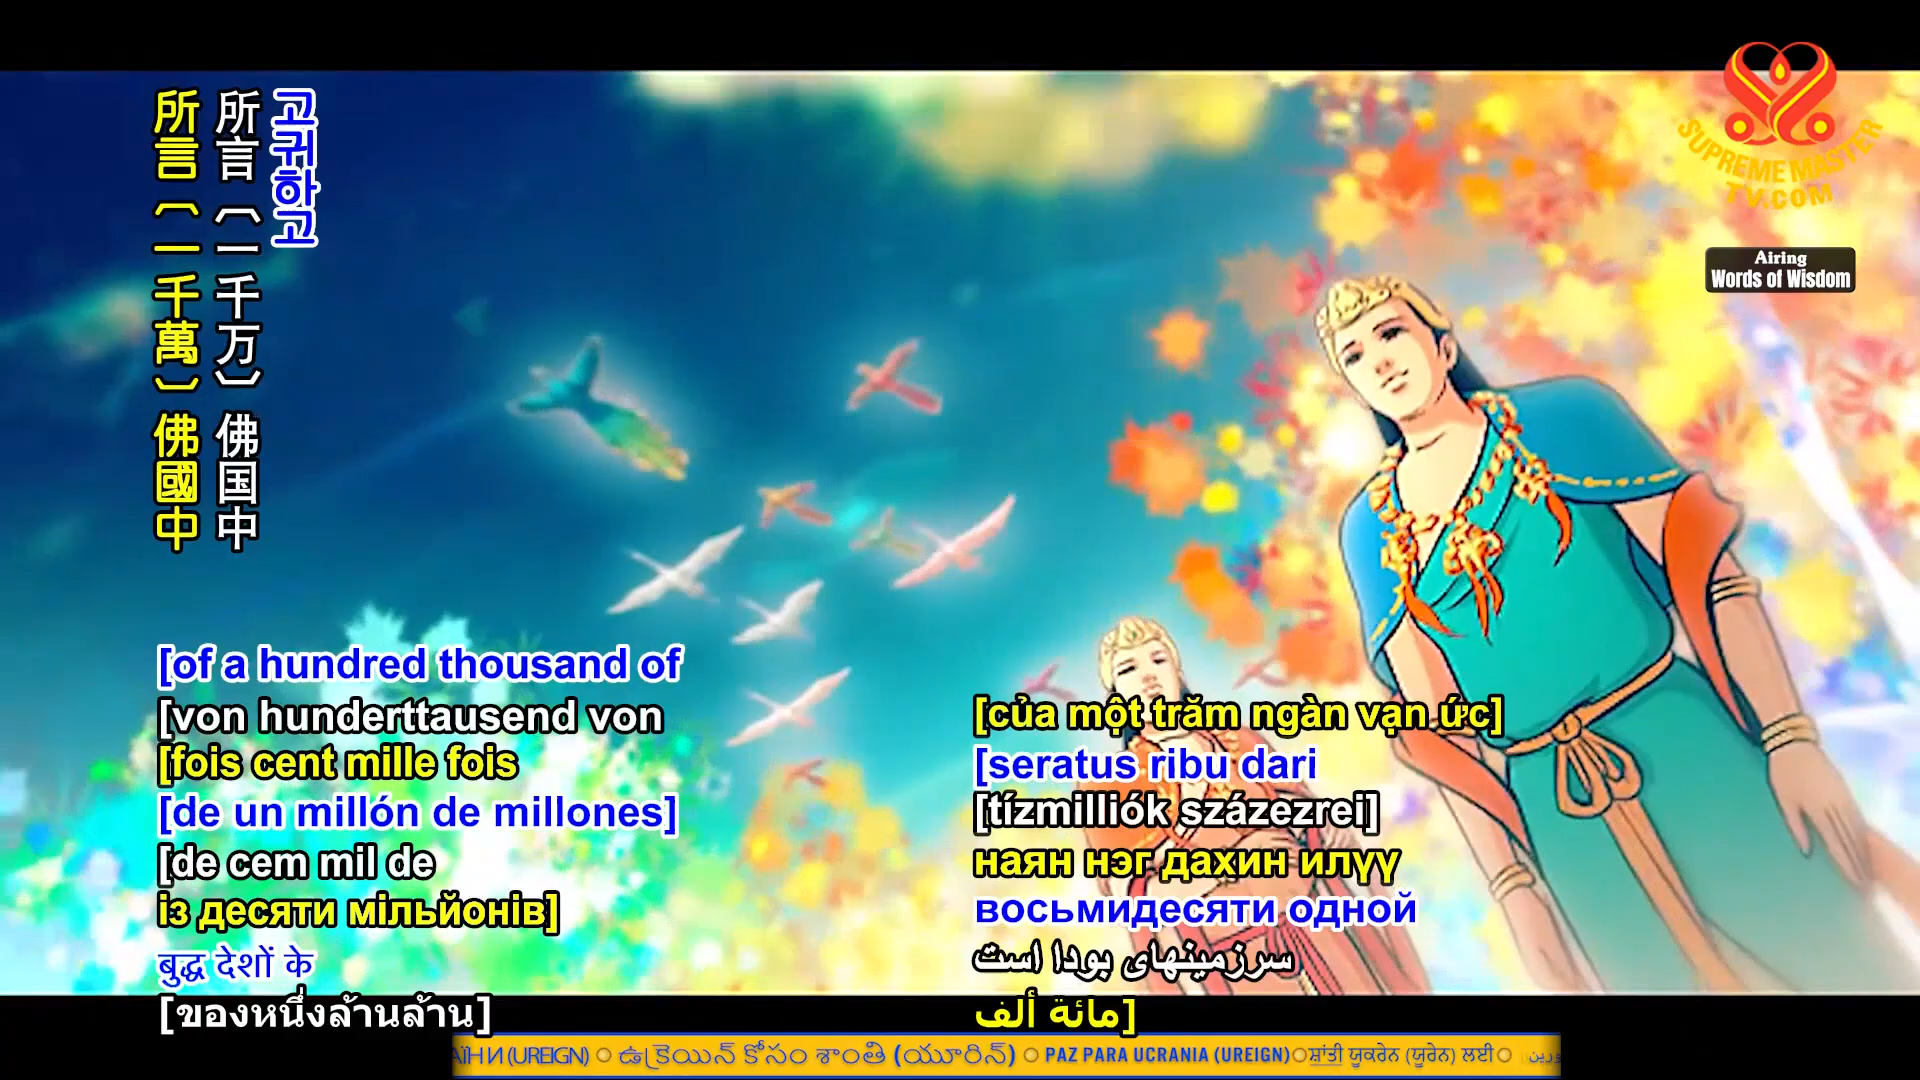 고귀하고
所言〔一千万〕佛国中
所言〔一千萬〕佛國中
SUPREME MASTER
TV.COM
Airing
Words of Wisdom
[of a hundred thousand of
[von hunderttausend von
[fois cent mille fois
[de un millón de millones]
[de cem mil de
із десяти мільйонів]
बुद्ध देशों के
[ของหนึ่งล้านล้าน]
[của một trăm ngàn vạn ức]
[seratus ribu dari
[tízmilliók százezrei]
наян нэг дахин илүү
восьмидесяти одной
سرزمینهای بودا است
مائة ألف]
ЇНИ (UREIGN) ఉక్రెయిన్ కోసం శాంతి (యూరిన్) PAZ PARA UCRANIA (UREIGN) ਸ਼ਾਂਤੀ ਯੂਕਰੇਨ (ਯੂਰੇਨ) ਲਈ